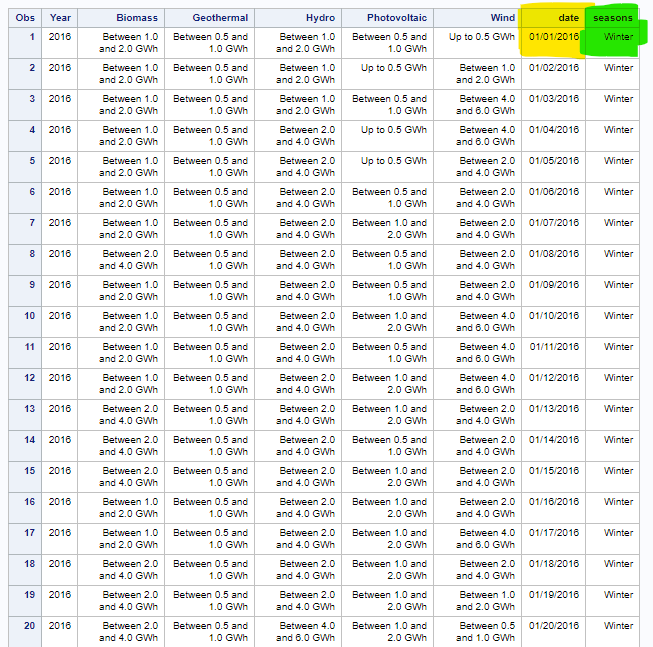 Obs Year Biomass Geothermal Hydro Photovoltaic Wind date seasons
1 2016 Between 1.0 Between 0.5 and Between 1.0 Between 0.5 and Up to 0.5 GWh 01/01/2016 Winter
and 2.0 GWh 1.0 GWh and 2.0 GWh 1.0 GWh
2 2016 Between 1.0 Between 0.5 and Between 1.0 Up to 0.5 GWh Between 1.0 01/02/2016 Winter
and 2.0 GWh 1.0 GWh and 2.0 GWh and 2.0 GWh
3 2016 Between 1.0 Between 0.5 and Between 1.0 Between 0.5 and Between 4.0 01/03/2016 Winter
and 2.0 GWh 1.0 GWh and 2.0 GWh 1.0 GWh and 6.0 GWh
4 2016 Between 1.0 Between 0.5 and Between 2.0 Up to 0.5 GWh Between 4.0 01/04/2016 Winter
and 2.0 GWh 1.0 GWh and 4.0 GWh and 6.0 GWh
5 2016 Between 1.0 Between 0.5 and Between 2.0 Up to 0.5 GWh Between 2.0 01/05/2016 Winter
and 2.0 GWh 1.0 GWh and 4.0 GWh and 4.0 GWh
6 2016 Between 1.0 Between 0.5 and Between 2.0 Between 0.5 and Between 2.0 01/06/2016 Winter
and 2.0 GWh 1.0 GWh and 4.0 GWh 1.0 GWh and 4.0 GWh
7 2016 Between 1.0 Between 0.5 and Between 2.0 Between 1.0 and Between 2.0 01/07/2016 Winter
and 2.0 GWh 1.0 GWh and 4.0 GWh 2.0 GWh and 4.0 GWh
8 2016 Between 2.0 Between 0.5 and Between 2.0 Between 0.5 and Between 2.0 01/08/2016 Winter
and 4.0 GWh 1.0 GWh and 4.0 GWh 1.0 GWh and 4.0 GWh
9 2016 Between 1.0 Between 0.5 and Between 2.0 Between 0.5 and Between 2.0 01/09/2016 Winter
and 2.0 GWh 1.0 GWh and 4.0 GWh 1.0 GWh and 4.0 GWh
10 2016 Between 1.0 Between 0.5 and Between 2.0 Between 1.0 and Between 4.0 01/10/2016 Winter
and 2.0 GWh 1.0 GWh and 4.0 GWh 2.0 GWh and 6.0 GWh
11 2016 Between 1.0 Between 0.5 and Between 2.0 Between 0.5 and Between 4.0 01/11/2016 Winter
and 2.0 GWh 1.0 GWh and 4.0 GWh 1.0 GWh and 6.0 GWh
12 2016 Between 1.0 Between 0.5 and Between 2.0 Between 1.0 and Between 4.0 01/12/2016 Winter
and 2.0 GWh 1.0 GWh and 4.0 GWh 2.0 GWh and 6.0 GWh
13 2016 Between 2.0 Between 0.5 and Between 2.0 Between 1.0 and Between 2.0 01/13/2016 Winter
and 4.0 GWh 1.0 GWh and 4.0 GWh 2.0 GWh and 4.0 GWh
14 2016 Between 2.0 Between 0.5 and Between 2.0 Between 0.5 and Between 2.0 01/14/2016 Winter
and 4.0 GWh 1.0 GWh and 4.0 GWh 1.0 GWh and 4.0 GWh
15 2016 Between 2.0 Between 0.5 and Between 2.0 Between 1.0 and Between 2.0 01/15/2016 Winter
and 4.0 GWh 1.0 GWh and 4.0 GWh 2.0 GWh and 4.0 GWh
16 2016 Between 1.0 Between 0.5 and Between 2.0 Between 1.0 and Between 2.0 01/16/2016 Winter
and 2.0 GWh 1.0 GWh and 4.0 GWh 2.0 GWh and 4.0 GWh
17 2016 Between 1.0 Between 0.5 and Between 2.0 Between 1.0 and Between 4.0 01/17/2016 Winter
and 2.0 GWh 1.0 GWh and 4.0 GWh 2.0 GWh and 6.0 GWh
18 2016 Between 2.0 Between 0.5 and Between 2.0 Between 1.0 and Between 2.0 01/18/2016 Winter
and 4.0 GWh 1.0 GWh and 4.0 GWh 2.0 GWh and 4.0 GWh
19 2016 Between 2.0 Between 0.5 and Between 2.0 Between 1.0 and Between 1.0 01/19/2016 Winter
and 4.0 GWh 1.0 GWh and 4.0 GWh 2.0 GWh and 2.0 GWh
20 2016 Between 2.0 Between 0.5 and Between 4.0 Between 1.0 and Between 0.5 01/20/2016 Winter
and 4.0 GWh 1.0 GWh and 6.0 GWh 2.0 GWh and 1.0 GWh